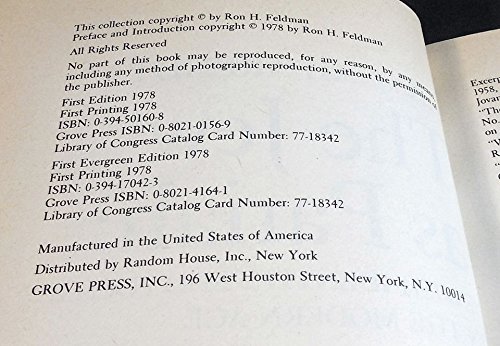 This collection copyright © by Ron H. Feldman
Preface and Introduction copyright © 1978 by Ron H. Feldman
All Rights Reserved
No part of this book may be reproduced, for any reason, by any means,
including any method of photographic reproduction, without the permission of
the publisher.
First Edition 1978
First Printing 1978
ISBN: 0-394-50160-8
Grove Press ISBN: 0-8021-0156-9
Library of Congress Catalog Card Number: 77-18342
First Evergreen Edition 1978
First Printing 1978
ISBN: 0-394-17042-3
Grove Press ISBN: 0-8021-4164-1
Library of Congress Catalog Card Number: 77-18342
Manufactured in the United States of America
Distributed by Random House, Inc., New York
GROVE PRESS, INC., 196 West Houston Street, New York, N.Y. 10014
Excerp
1958,
Jovan
"The
No.
on
"V
R